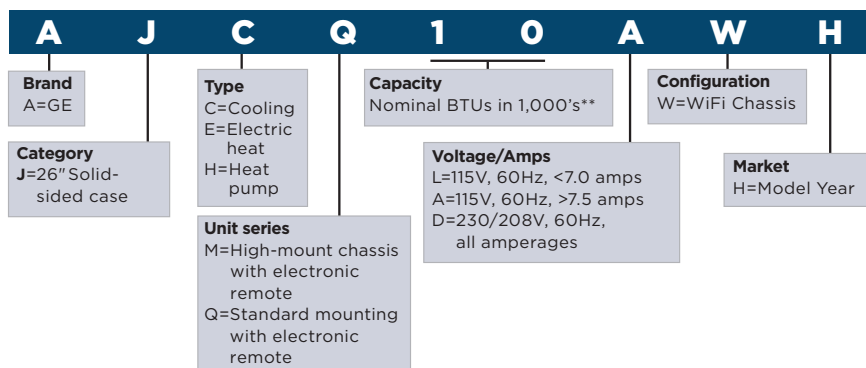 A J C Q 1 0 A W H
Brand
A=GE
Category
J=26" Solid-
sided case
Type
C=Cooling
E=Electric
heat
H=Heat
pump
Unit series
M=High-mount chassis
with electronic
remote
Q=Standard mounting
with electronic
remote
Capacity
Nominal BTUs in 1,000's**
Voltage/Amps
L=115V, 60Hz, <7.0 amps
A=115V, 60Hz, >7.5 amps
D=230/208V, 60Hz,
all amperages
Configuration
W=WiFi Chassis
Market
H=Model Year